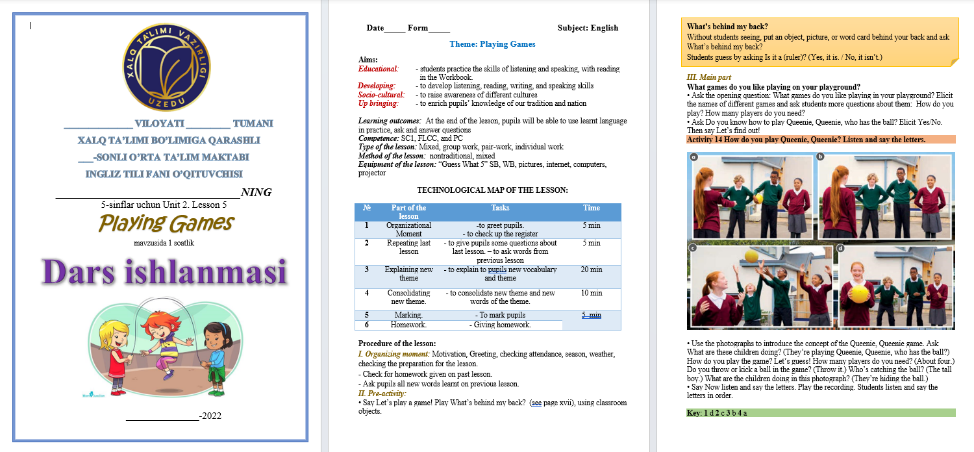 XALQ TA'LIMI VAZIRLIGI
UZEDU
____________ VILOYATI ________ TUMANI
XALQ TA'LIMI BO'LIMIGA QARASHLI
___-SONLI O'RTA TA'LIM MAKTABI
INGLIZ TILI FANI O'QITUVCHISI
____________________________NING
5-sinflar uchun Unit 2. Lesson 5
Playing Games
mavzusida 1 soatlik
Dars ishlanmasi
_______________-2022
Date_____ Form_____ Subject: English
Theme: Playing Games
Aims:
Educational: - students practice the skills of listening and speaking, with reading
in the Workbook.
Developing: - to develop listening, reading, writing, and speaking skills
Socio-cultural: - to raise awareness of different cultures
Up bringing: - to enrich pupils' knowledge of our tradition and nation
Learning outcomes: At the end of the lesson, pupils will be able to use learnt language
in practice, ask and answer questions
Competence: SC1, FLCC, and PC
Type of the lesson: Mixed, group work, pair-work, individual work
Method of the lesson: nontraditional, mixed
Equipment of the lesson: "Guess What 5" SB, WB, pictures, internet, computers,
projector
TECHNOLOGICAL MAP OF THE LESSON:
№ Part of the Tasks Time
lesson
1 Organizational -to greet pupils. 5 min
Moment - to check up the register
2 Repeating last - to give pupils some questions about 5 min
lesson last lesson. – to ask words from
previous lesson
3 Explaining new - to explain to pupils new vocabulary 20 min
theme and theme
4 Consolidating - to consolidate new theme and new 10 min
new theme. words of the theme.
5 Marking. - To mark pupils 5 min
6 Homework. - Giving homework.
Procedure of the lesson:
I. Organizing moment: Motivation, Greeting, checking attendance, season, weather,
checking the preparation for the lesson.
- Check for homework given on past lesson.
- Ask pupils all new words learnt on previous lesson.
II. Pre-activity:
• Say Let's play a game! Play What's behind my back? (see page xvii), using classroom
objects.
What's behind my back?
Without students seeing, put an object, picture, or word card behind your back and ask
What's behind my back?
Students guess by asking Is it a (ruler)? (Yes, it is. / No, it isn't.)
III. Main part
What games do you like playing on your playground?
• Ask the opening question: What games do you like playing in your playground? Elicit
the names of different games and ask students more questions about them: How do you
play? How many players do you need?
• Ask Do you know how to play Queenie, Queenie, who has the ball? Elicit Yes/No.
Then say Let's find out!
Activity 14 How do you play Queenie, Queenie? Listen and say the letters.
a
b
c
d
• Use the photographs to introduce the concept of the Queenie, Queenie game. Ask
What are these children doing? (They're playing Queenie, Queenie, who has the ball?)
How do you play the game? Let's guess! How many players do you need? (About four.)
Do you throw or kick a ball in the game? (Throw it.) Who's catching the ball? (The tall
boy.) What are the children doing in this photograph? (They're hiding the ball.)
• Say Now listen and say the letters. Play the recording. Students listen and say the
letters in order.
Key: 1 d 2 c 3 b 4 a